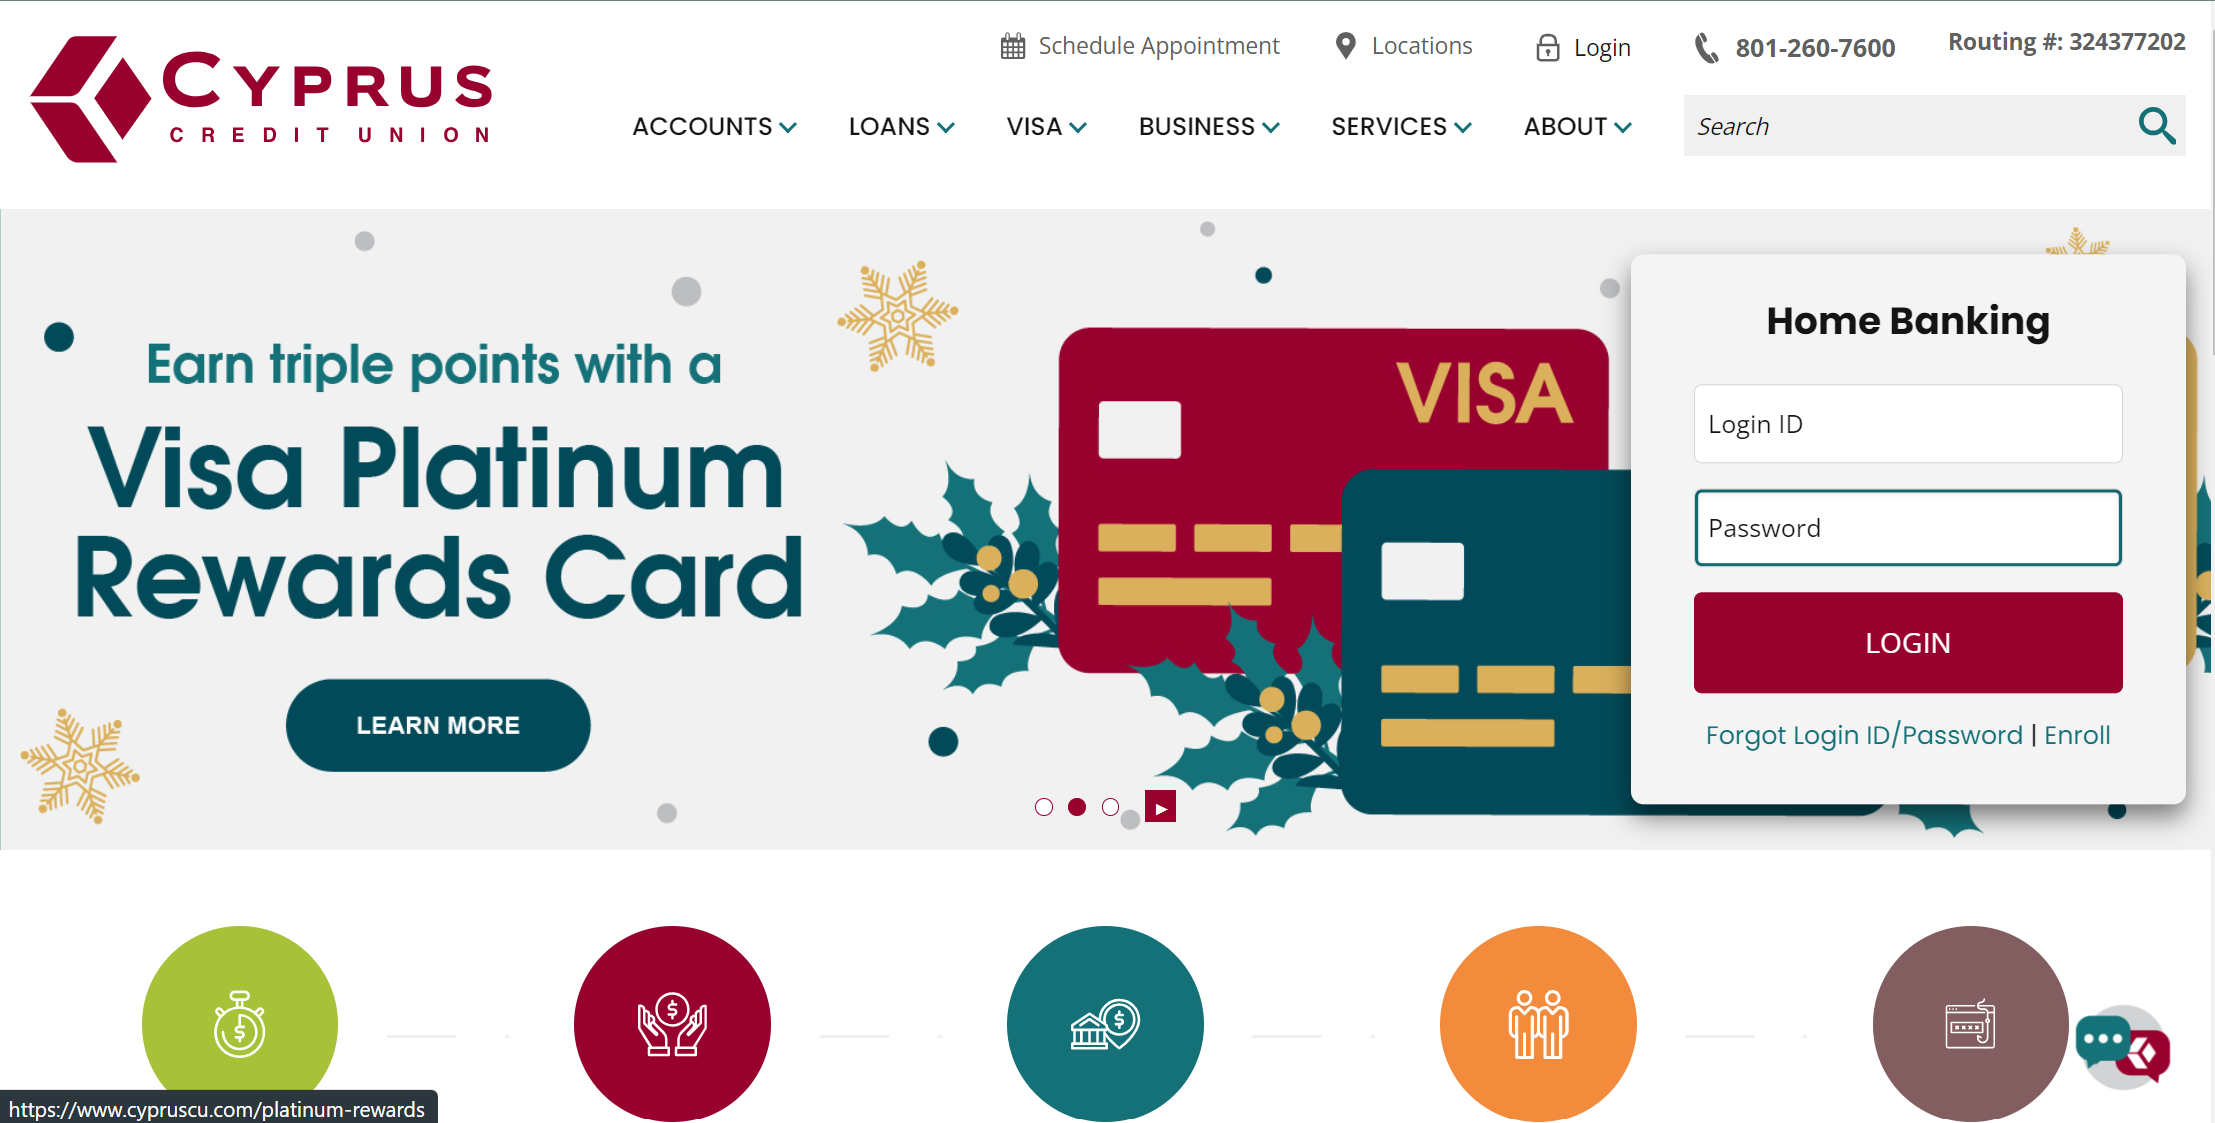 CYPRUS
CREDIT UNION
Schedule Appointment
Locations
Login
801-260-7600
Routing #: 324377202
ACCOUNTS
LOANS
VISA
BUSINESS
SERVICES
ABOUT
Search
Earn triple points with a
Visa Platinum
Rewards Card
LEARN MORE
VISA
Home Banking
Login ID
Password
LOGIN
Forgot Login ID/Password | Enroll
https://www.cypruscu.com/platinum-rewards